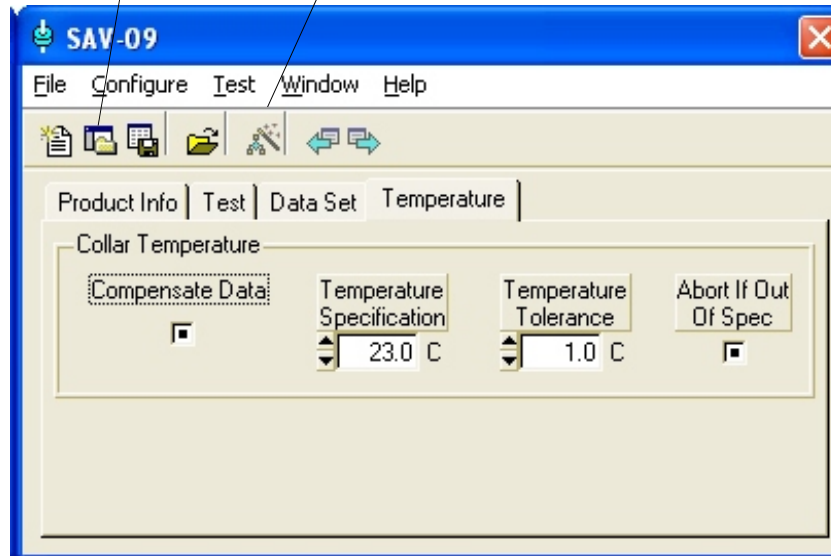 SAV-09
File Configure Test Window Help
Product Info Test Data Set Temperature
Collar Temperature
Compensate Data Temperature Specification Temperature Tolerance Abort If Out Of Spec
23.0 C 1.0 C